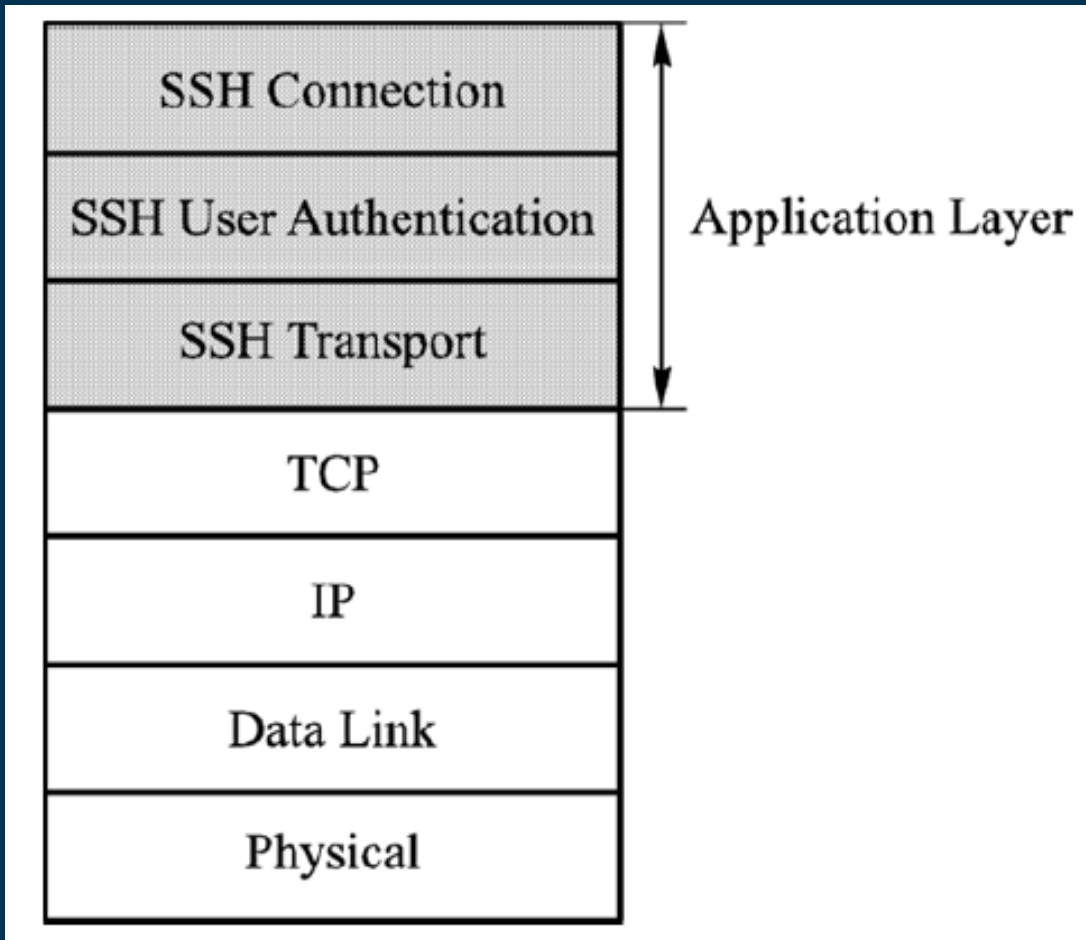 SSH Connection
SSH User Authentication
Application Layer
SSH Transport
TCP
IP
Data Link
Physical